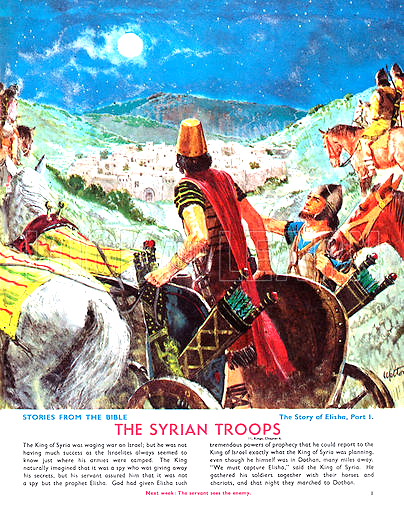 STORIES FROM THE BIBLE
The Story of Elisha, Part 1.
THE SYRIAN TROOPS
II, Kings, Chapter 6.
The King of Syria was waging war on Israel; but he was not
having much success as the Israelites always seemed to
know just where his armies were camped. The King
naturally imagined that it was a spy who was giving away
his secrets, but his servant assured him that it was not
a spy but the prophet Elisha. God had given Elisha such
tremendous powers of prophecy that he could report to the
King of Israel exactly what the King of Syria was planning,
even though he himself was in Dothan, many miles away.
"We must capture Elisha," said the King of Syria. He
gathered his soldiers together with their horses and
chariots, and that night they marched to Dothan.
Next week: The servant sees the enemy.